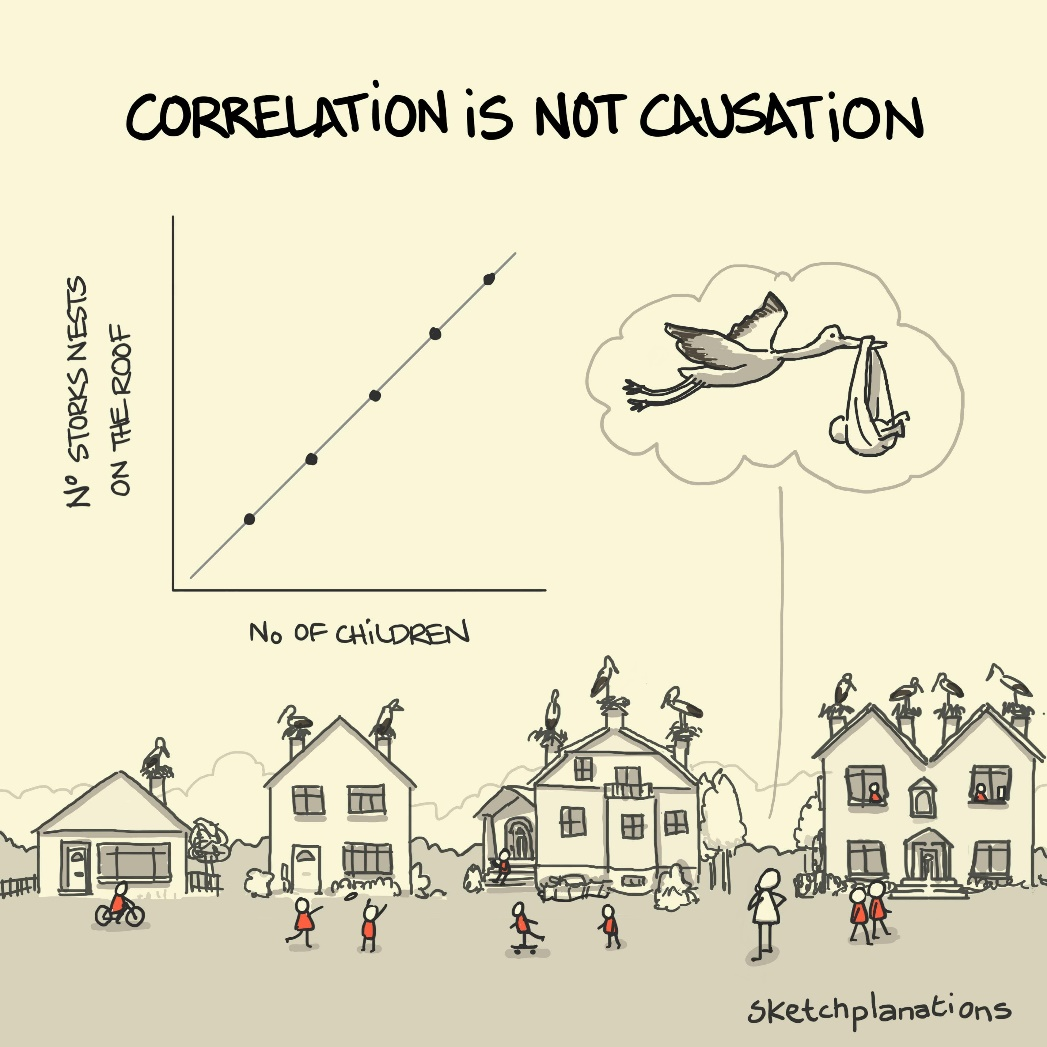 CORRELATION iS NOT CAUSATION
Nº STORKS NESTS
ON THE ROOF
No OF CHiLDREN
sketchplanations